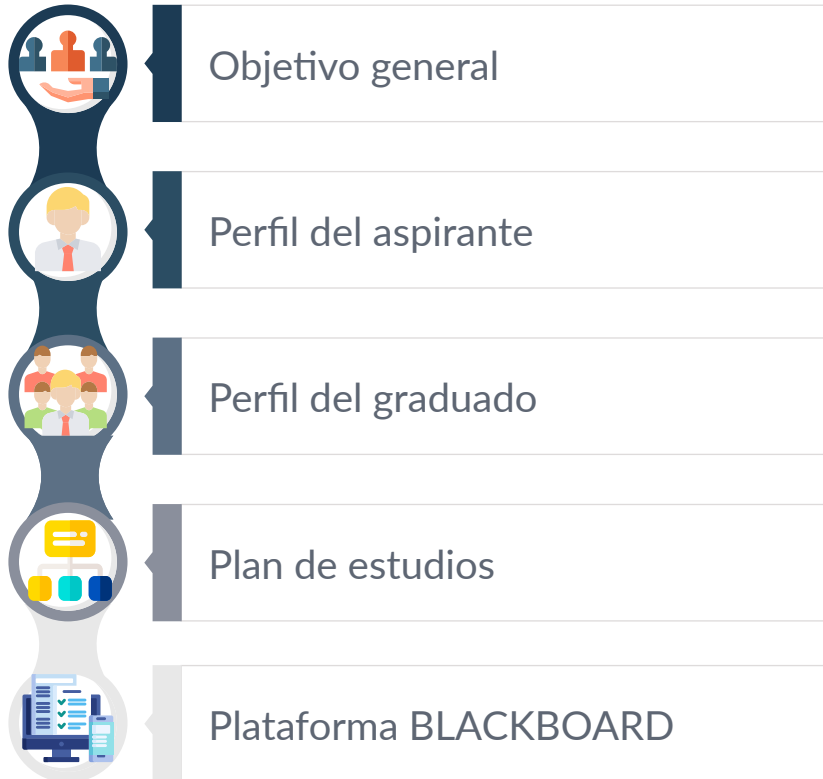 Objetivo general
Perfil del aspirante
Perfil del graduado
Plan de estudios
Plataforma BLACKBOARD